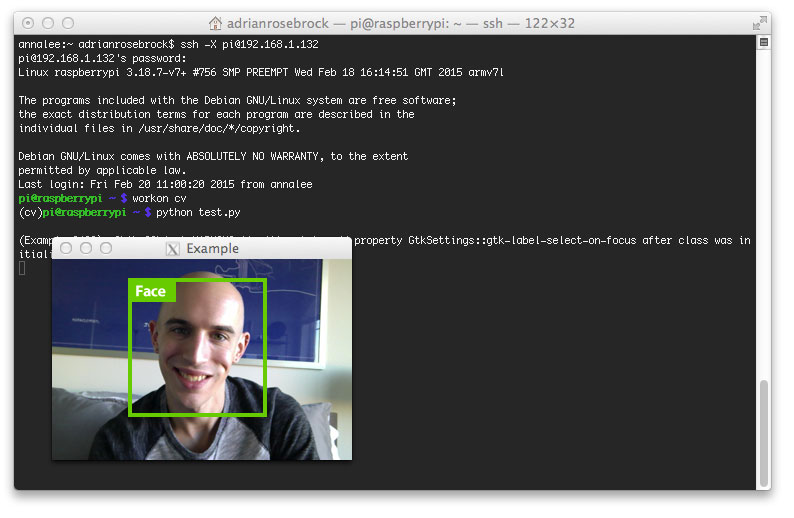 adrianrosebrock — pi@raspberrypi: ~ — ssh — 122×32
annalee:~ adrianrosebrock$ ssh -X pi@192.168.1.132
pi@192.168.1.132's password:
Linux raspberrypi 3.18.7-v7+ #756 SMP PREEMPT Wed Feb 18 16:14:51 GMT 2015 armv7l
The programs included with the Debian GNU/Linux system are free software;
the exact distribution terms for each program are described in the
individual files in /usr/share/doc/*/copyright.
Debian GNU/Linux comes with ABSOLUTELY NO WARRANTY, to the extent
permitted by applicable law.
Last login: Fri Feb 20 11:00:20 2015 from annalee
pi@raspberrypi ~ $ workon cv
(cv)pi@raspberrypi ~ $ python test.py
(Exam property GtkSettings::gtk-label-select-on-focus after class was in
itial
Example
Face